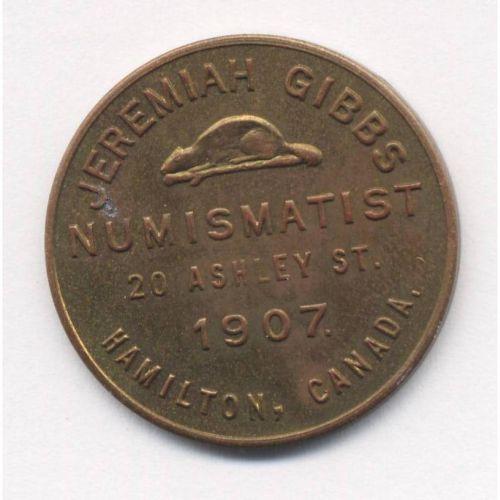 JEREMIAH GIBBS
NUMISMATIST
20 ASHLEY ST.
1907.
HAMILTON, CANADA.